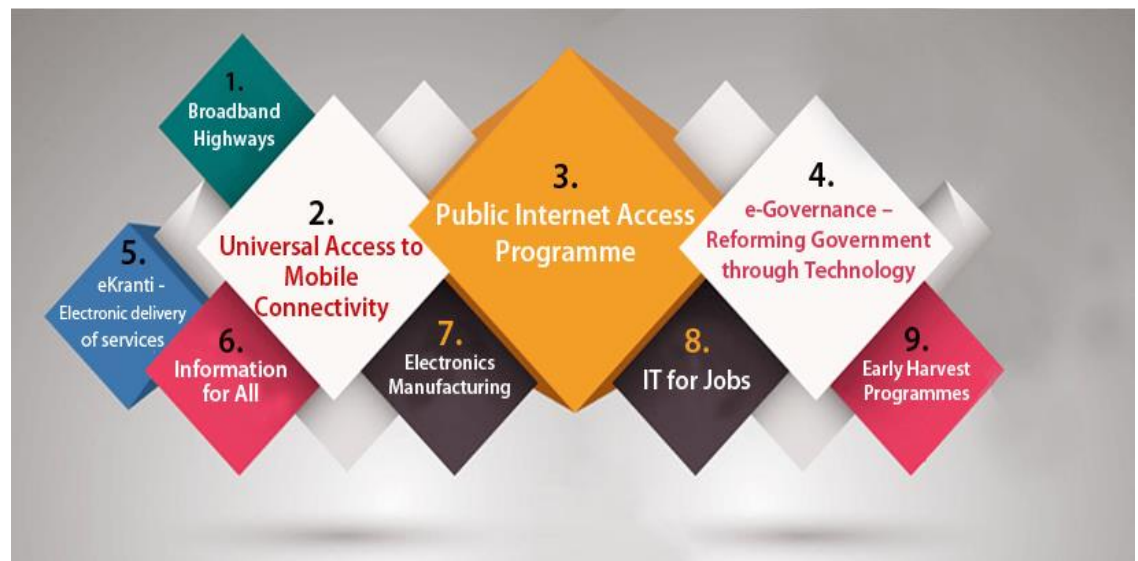 1.
Broadband
Highways
2.
Universal Access to
Mobile
Connectivity
3.
Public Internet Access
Programme
4.
e-Governance –
Reforming Government
through Technology
5.
eKranti -
Electronic delivery
of services
6.
Information
for All
7.
Electronics
Manufacturing
8.
IT for Jobs
9.
Early Harvest
Programmes